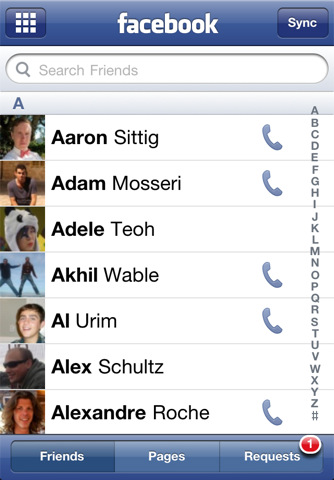 facebook
Sync
Search Friends
A
Aaron Sittig
Adam Mosseri
Adele Teoh
Akhil Wable
Al Urim
Alex Schultz
Alexandre Roche
A
B
C
D
E
F
G
H
I
J
K
L
M
N
O
P
Q
R
S
T
U
V
W
X
Y
Z
#
Friends
Pages
Requests
1